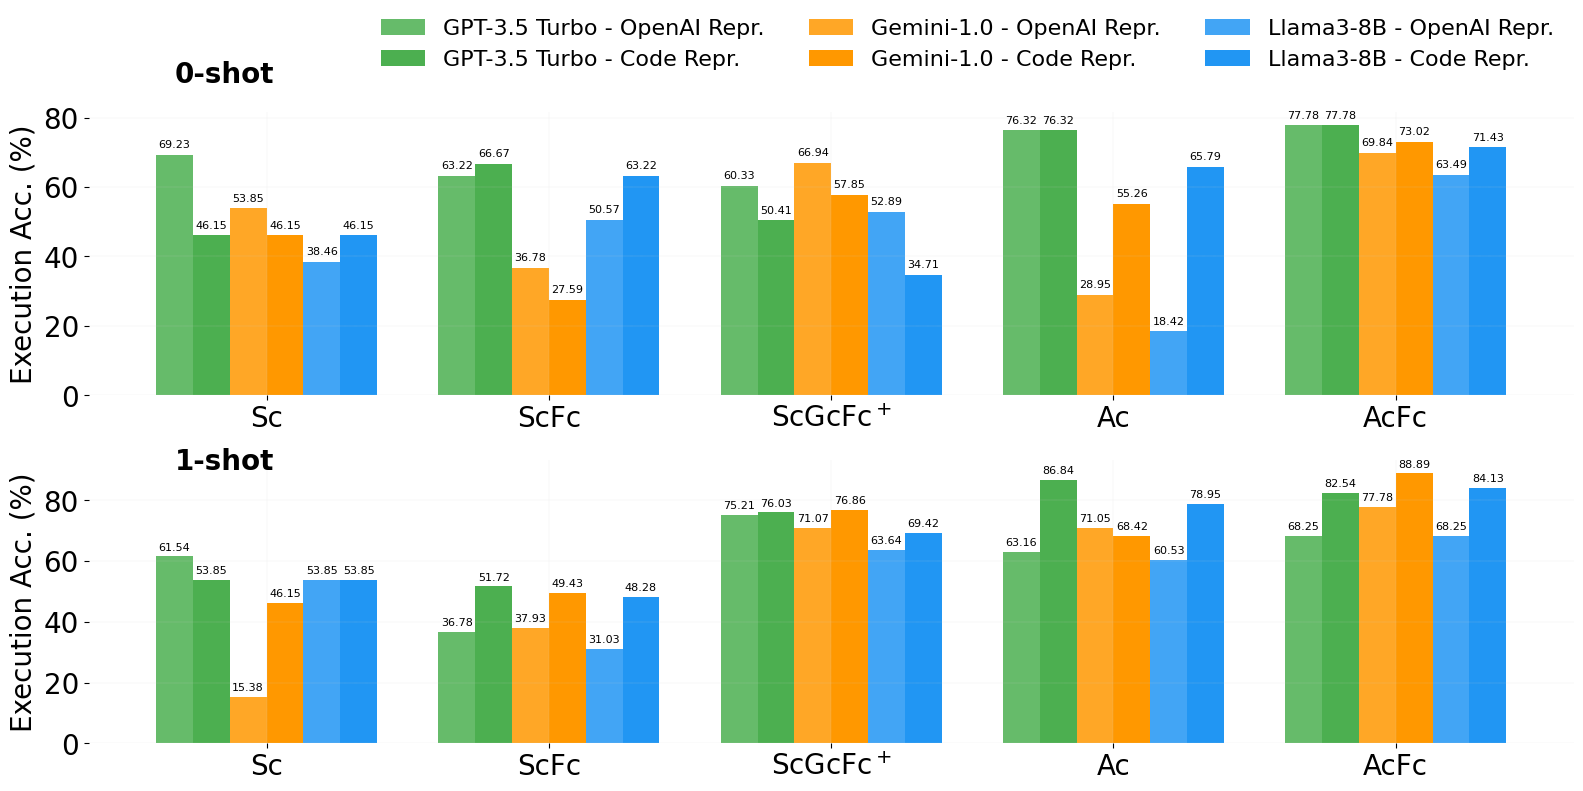 GPT-3.5 Turbo - OpenAI Repr. Gemini-1.0 - OpenAI Repr. Llama3-8B - OpenAI Repr.
GPT-3.5 Turbo - Code Repr. Gemini-1.0 - Code Repr. Llama3-8B - Code Repr.
0-shot
Execution Acc. (%)
80
60
40
20
0
69.23 46.15 53.85 46.15 38.46 46.15
63.22 66.67 36.78 27.59 50.57 63.22
60.33 50.41 66.94 57.85 52.89 34.71
76.32 76.32 28.95 55.26 18.42 65.79
77.78 77.78 69.84 73.02 63.49 71.43
Sc ScFc ScGcFc+ Ac AcFc
1-shot
Execution Acc. (%)
80
60
40
20
0
61.54 53.85 15.38 46.15 53.85 53.85
36.78 51.72 37.93 49.43 31.03 48.28
75.21 76.03 71.07 76.86 63.64 69.42
63.16 86.84 71.05 68.42 60.53 78.95
68.25 82.54 77.78 88.89 68.25 84.13
Sc ScFc ScGcFc+ Ac AcFc